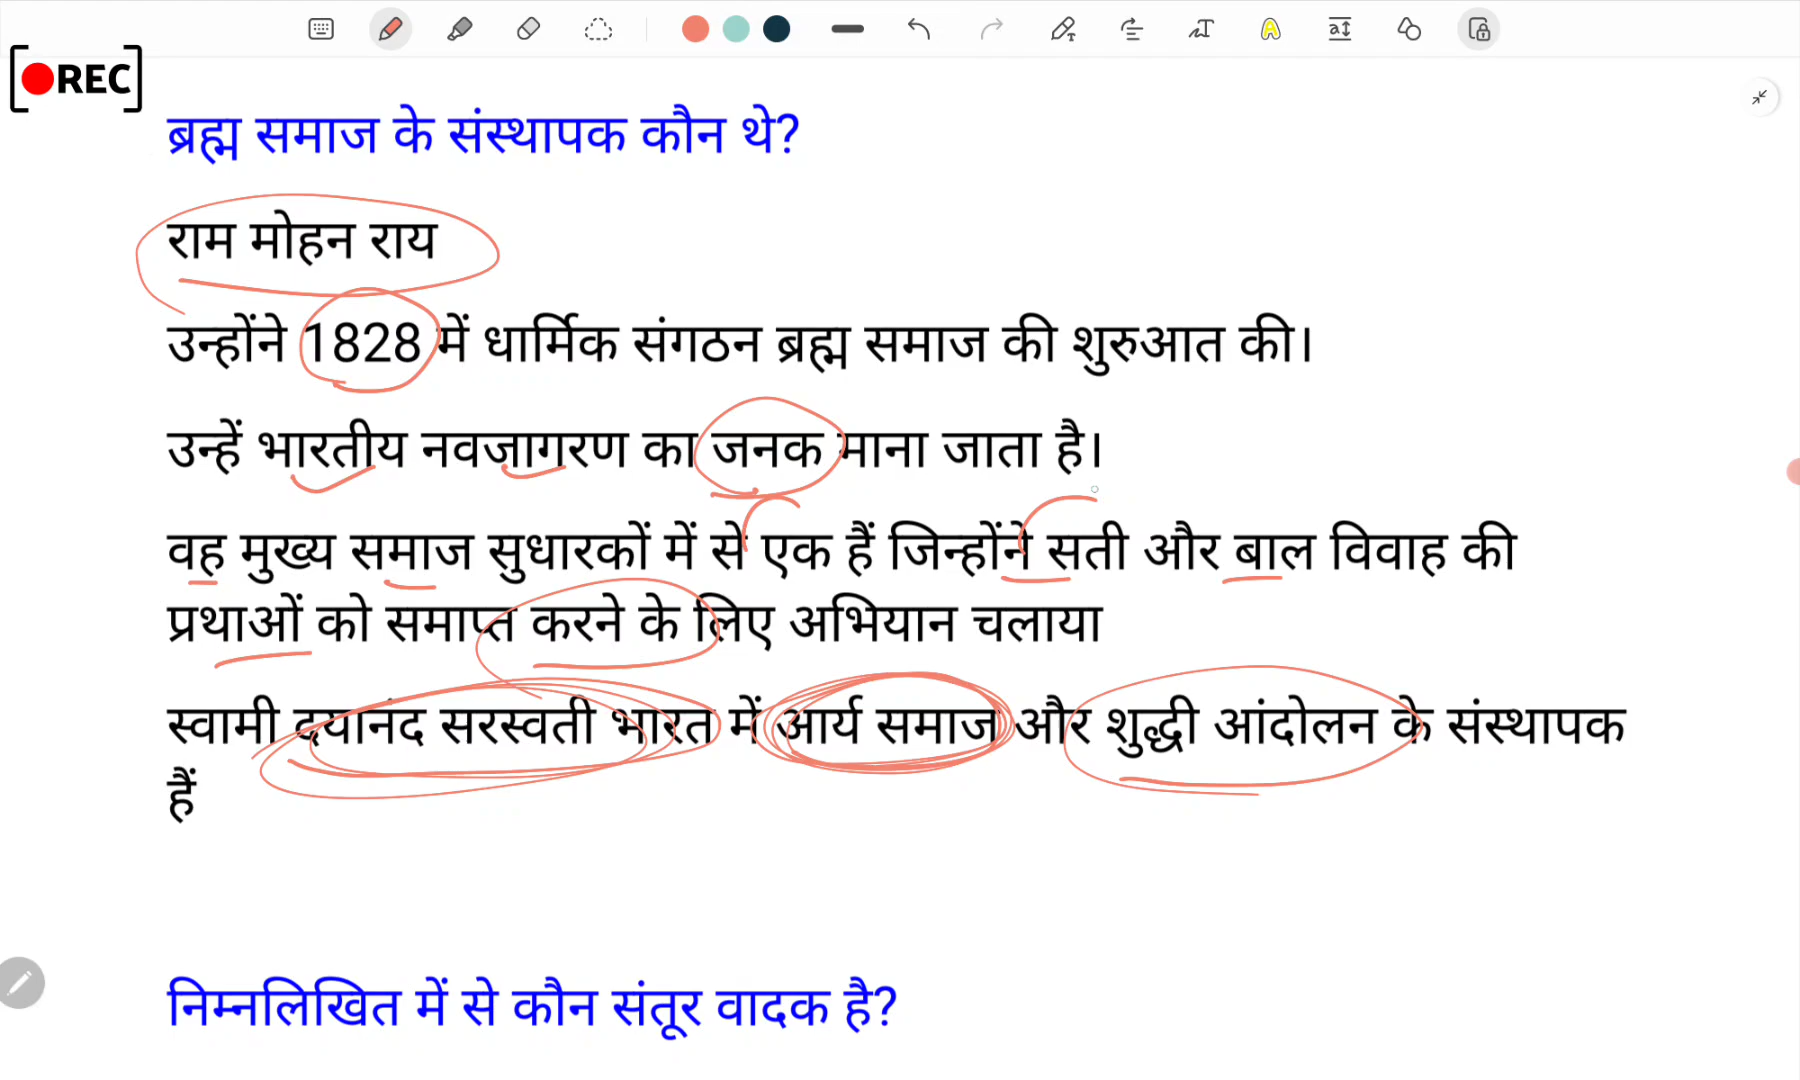 REC
ब्रह्म समाज के संस्थापक कौन थे?
राम मोहन राय
उन्होंने 1828 में धार्मिक संगठन ब्रह्म समाज की शुरुआत की।
उन्हें भारतीय नवजागरण का जनक माना जाता है।
वह मुख्य समाज सुधारकों में से एक हैं जिन्होंने सती और बाल विवाह की
प्रथाओं को समाप्त करने के लिए अभियान चलाया
स्वामी दयानंद सरस्वती भारत में आर्य समाज और शुद्धी आंदोलन के संस्थापक
हैं
निम्नलिखित में से कौन संतूर वादक है?